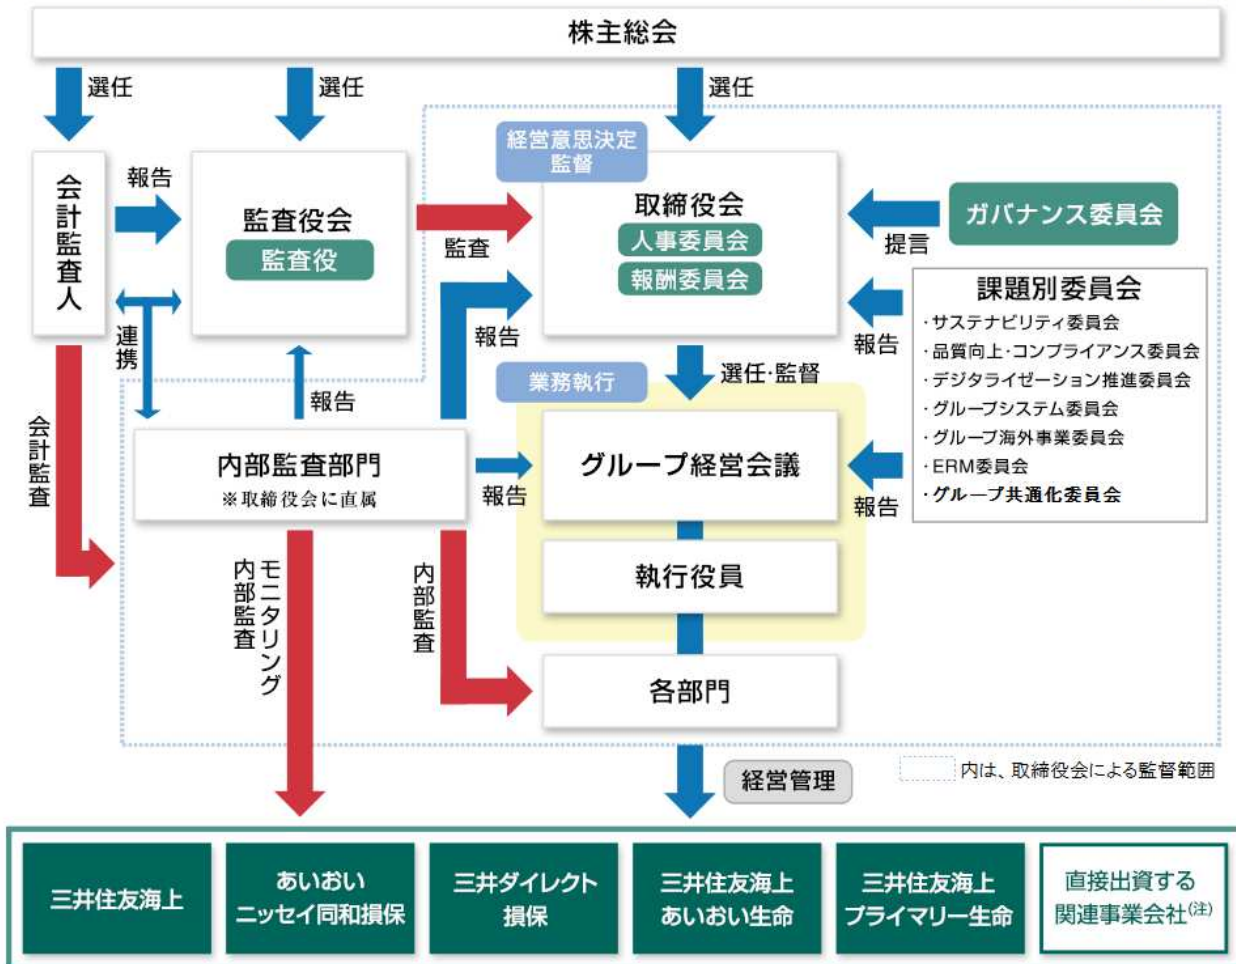 株主総会
選任
選任
選任
会計監査人
報告
監査役会
監査役
監査
経営意思決定
監督
取締役会
人事委員会
報酬委員会
ガバナンス委員会
提言
課題別委員会
・サステナビリティ委員会
・品質向上・コンプライアンス委員会
・デジタライゼーション推進委員会
・グループシステム委員会
・グループ海外事業委員会
・ERM委員会
・グループ共通化委員会
報告
報告
連携
報告
報告
選任・監督
業務執行
会計監査
内部監査部門
※取締役会に直属
報告
グループ経営会議
執行役員
モニタリング
内部監査
内部監査
各部門
経営管理
内は、取締役会による監督範囲
三井住友海上
あいおい
ニッセイ同和損保
三井ダイレクト
損保
三井住友海上
あいおい生命
三井住友海上
プライマリー生命
直接出資する
関連事業会社(注)